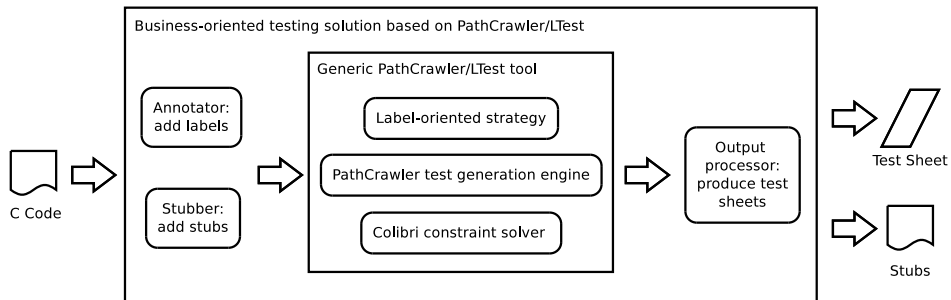 Business-oriented testing solution based on PathCrawler/LTest
Generic PathCrawler/LTest tool
Annotator:
add labels
Label-oriented strategy
C Code
PathCrawler test generation engine
Stubber:
add stubs
Colibri constraint solver
Output
processor:
produce test
sheets
Test Sheet
Stubs